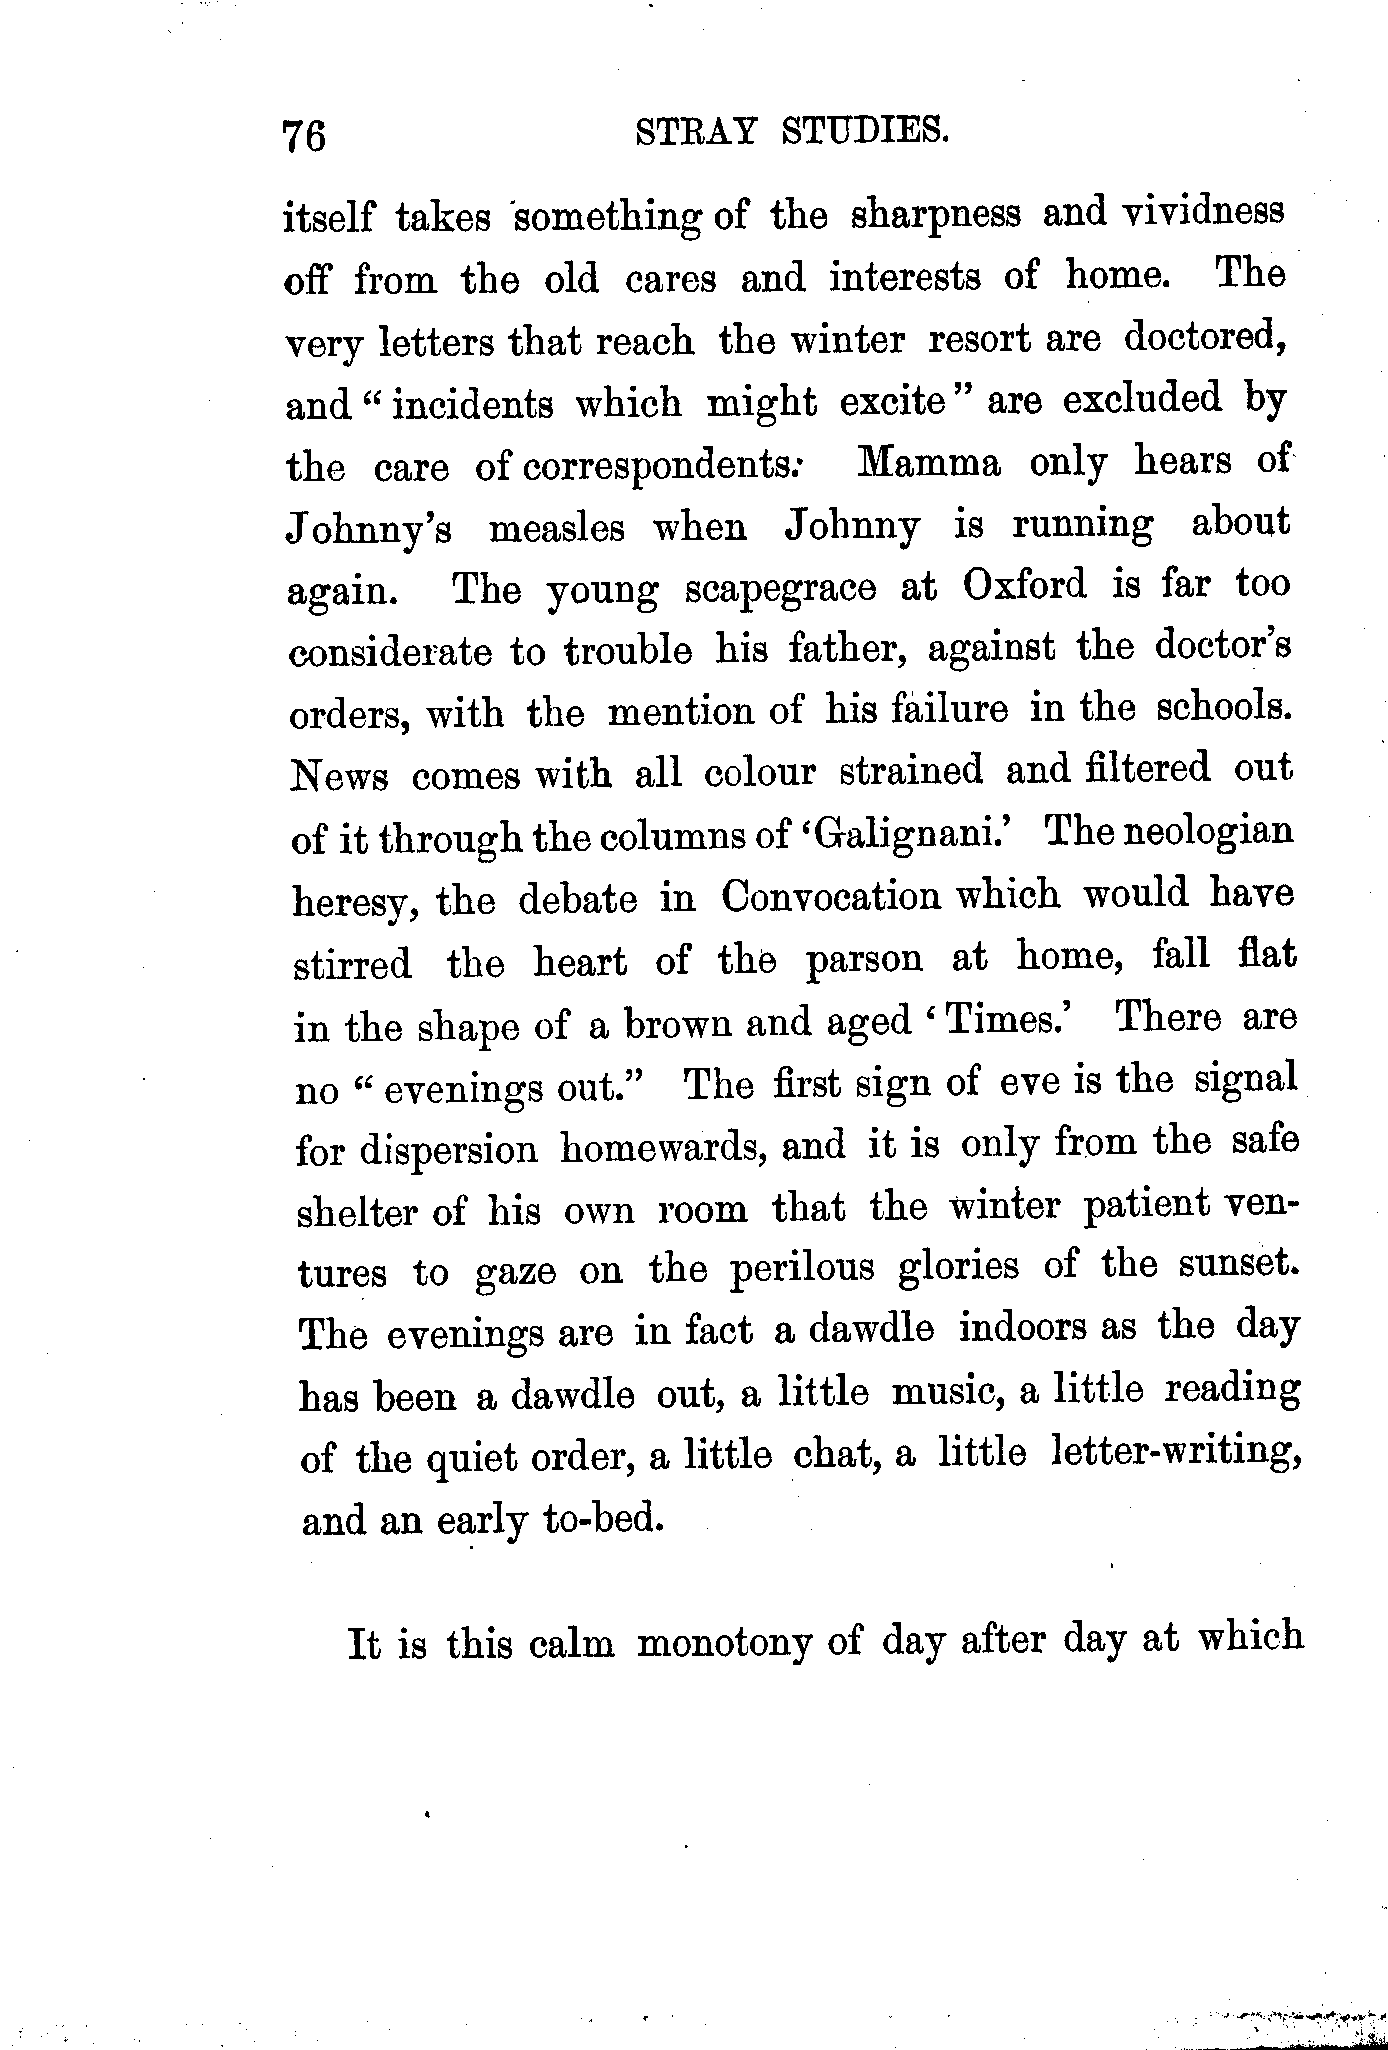 76 STRAY STUDIES.
itself takes something of the sharpness and vividness
off from the old cares and interests of home. The
very letters that reach the winter resort are doctored,
and " incidents which might excite " are excluded by
the care of correspondents. Mamma only hears of
Johnny's measles when Johnny is running about
again. The young scapegrace at Oxford is far too
considerate to trouble his father, against the doctor's
orders, with the mention of his failure in the schools.
News comes with all colour strained and filtered out
of it through the columns of 'Galignani.' The neologian
heresy, the debate in Convocation which would have
stirred the heart of the parson at home, fall flat
in the shape of a brown and aged ' Times.' There are
no " evenings out." The first sign of eve is the signal
for dispersion homewards, and it is only from the safe
shelter of his own room that the winter patient ven-
tures to gaze on the perilous glories of the sunset.
The evenings are in fact a dawdle indoors as the day
has been a dawdle out, a little music, a little reading
of the quiet order, a little chat, a little letter-writing,
and an early to-bed.
It is this calm monotony of day after day at which